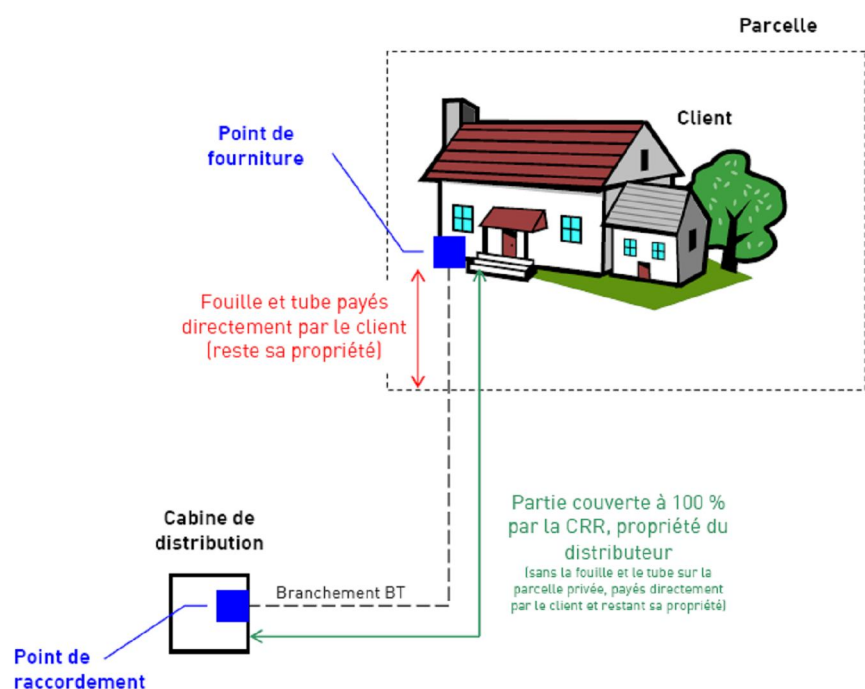 Parcelle
Client
Point de
fourniture
Fouille et tube payés
directement par le client
(reste sa propriété)
Partie couverte à 100 %
par la CRR, propriété du
distributeur
(sans la fouille et le tube sur la
parcelle privée, payés directement
par le client et restant sa propriété)
Cabine de
distribution
Branchement BT
Point de
raccordement